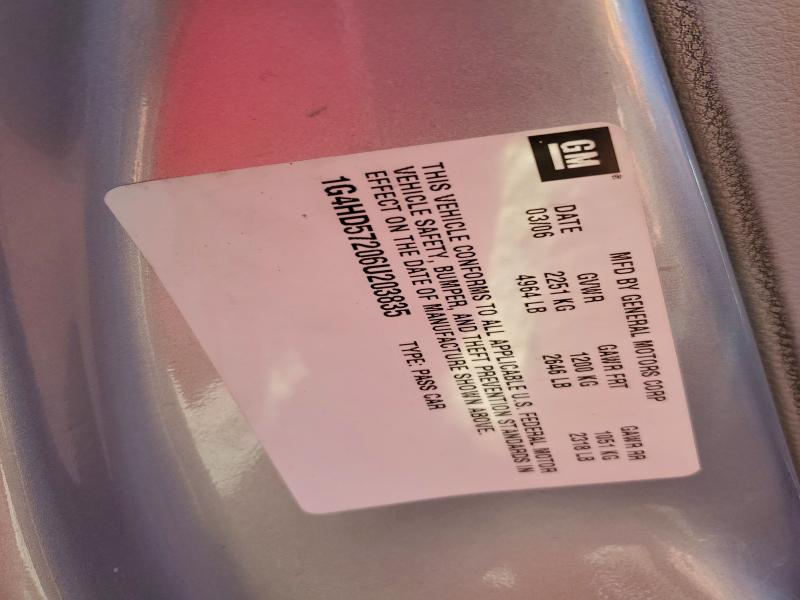 GM
MFD BY GENERAL MOTORS CORP
DATE GVWR GAWR FRT GAWR RR
03/06 2251 KG 1200 KG 1051 KG
4964 LB 2646 LB 2318 LB
THIS VEHICLE CONFORMS TO ALL APPLICABLE U.S. FEDERAL MOTOR
VEHICLE SAFETY, BUMPER, AND THEFT PREVENTION STANDARDS IN
EFFECT ON THE DATE OF MANUFACTURE SHOWN ABOVE.
1G4HD57206U203835 TYPE: PASS CAR